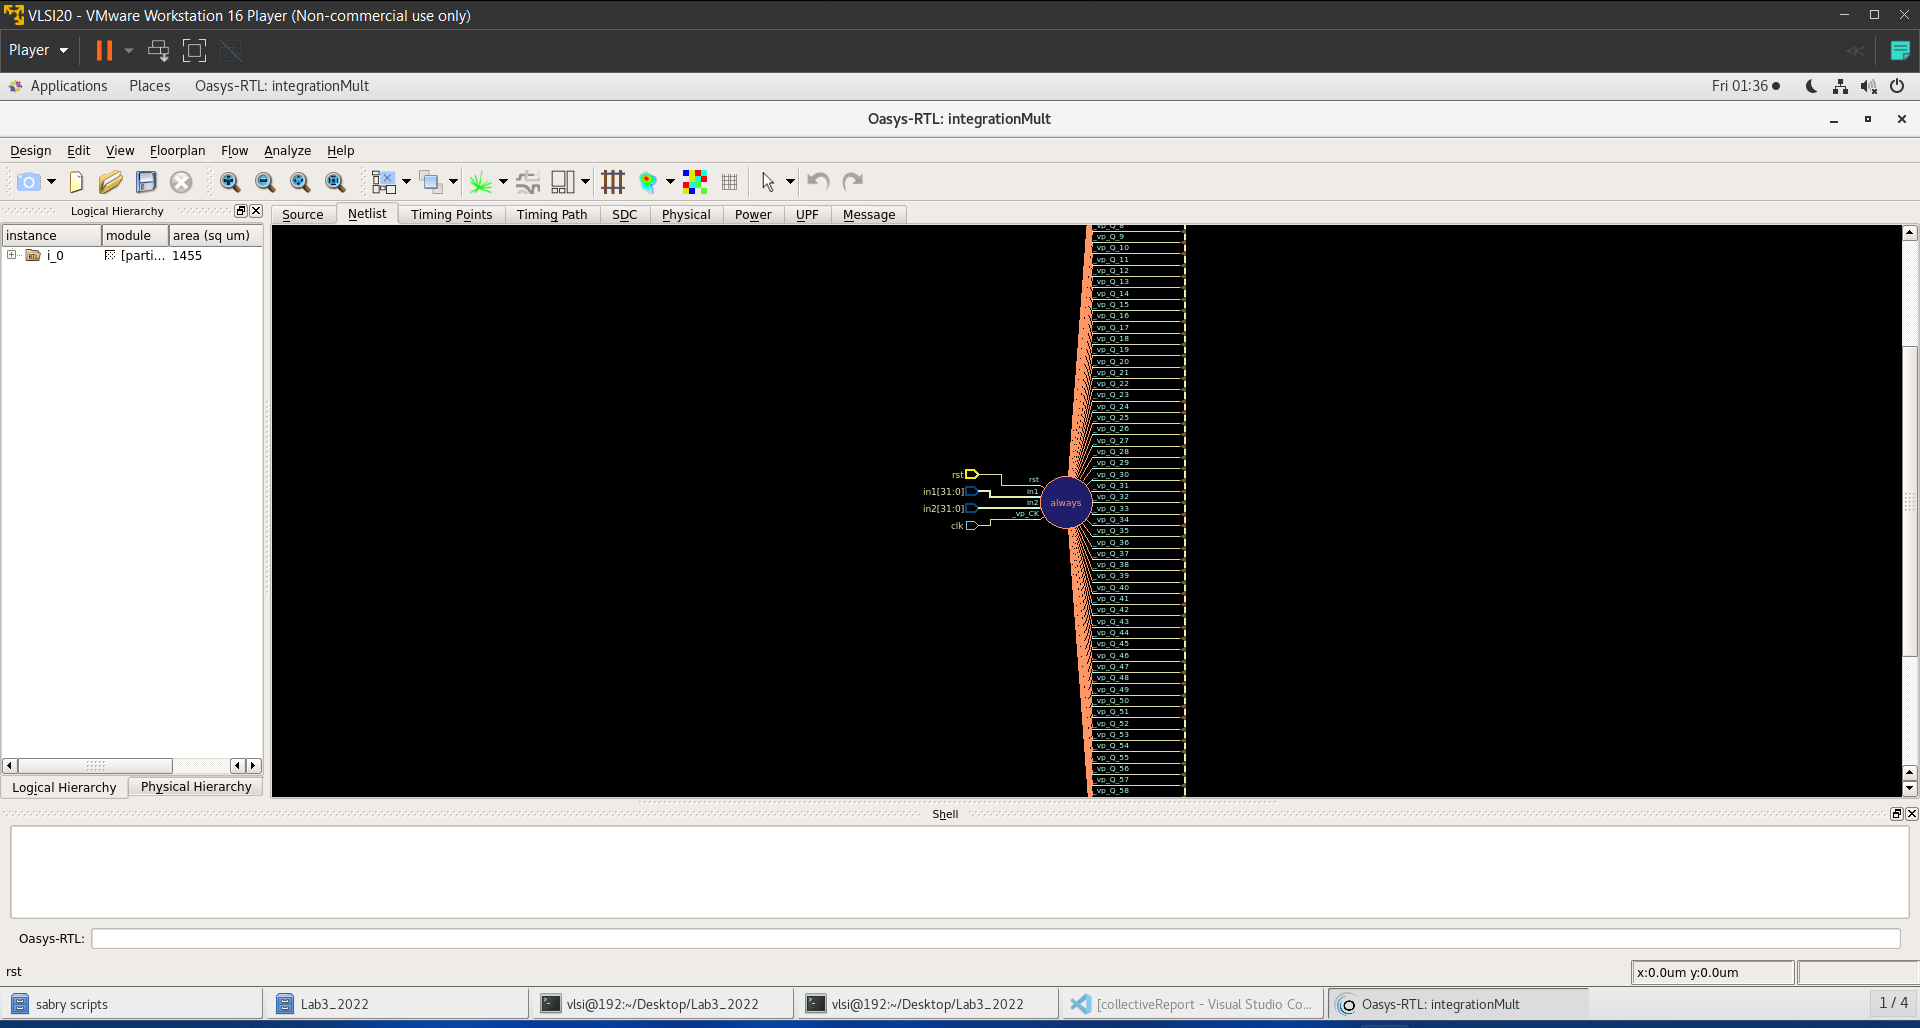 VLSI20 - VMware Workstation 16 Player (Non-commercial use only)
Player
Applications Places Oasys-RTL: integrationMult Fri 01:36
Oasys-RTL: integrationMult
Design Edit View Floorplan Flow Analyze Help
Logical Hierarchy
Source Netlist Timing Points Timing Path SDC Physical Power UPF Message
instance module area (sq um)
i_0 [parti... 1455
_vp_Q_8
_vp_Q_9
_vp_Q_10
_vp_Q_11
_vp_Q_12
_vp_Q_13
_vp_Q_14
_vp_Q_15
_vp_Q_16
_vp_Q_17
_vp_Q_18
_vp_Q_19
_vp_Q_20
_vp_Q_21
_vp_Q_22
_vp_Q_23
_vp_Q_24
_vp_Q_25
_vp_Q_26
_vp_Q_27
_vp_Q_28
_vp_Q_29
_vp_Q_30
_vp_Q_31
_vp_Q_32
_vp_Q_33
_vp_Q_34
_vp_Q_35
_vp_Q_36
_vp_Q_37
_vp_Q_38
_vp_Q_39
_vp_Q_40
_vp_Q_41
_vp_Q_42
_vp_Q_43
_vp_Q_44
_vp_Q_45
_vp_Q_46
_vp_Q_47
_vp_Q_48
_vp_Q_49
_vp_Q_50
_vp_Q_51
_vp_Q_52
_vp_Q_53
_vp_Q_54
_vp_Q_55
_vp_Q_56
_vp_Q_57
_vp_Q_58
rst rst
in1[31:0] in1
in2[31:0] in2
clk _vp_CK
always
Logical Hierarchy Physical Hierarchy
Shell
Oasys-RTL:
rst x:0.0um y:0.0um
sabry scripts Lab3_2022 vlsi@192:~/Desktop/Lab3_2022 vlsi@192:~/Desktop/Lab3_2022 [collectiveReport - Visual Studio Co... Oasys-RTL: integrationMult 1 / 4